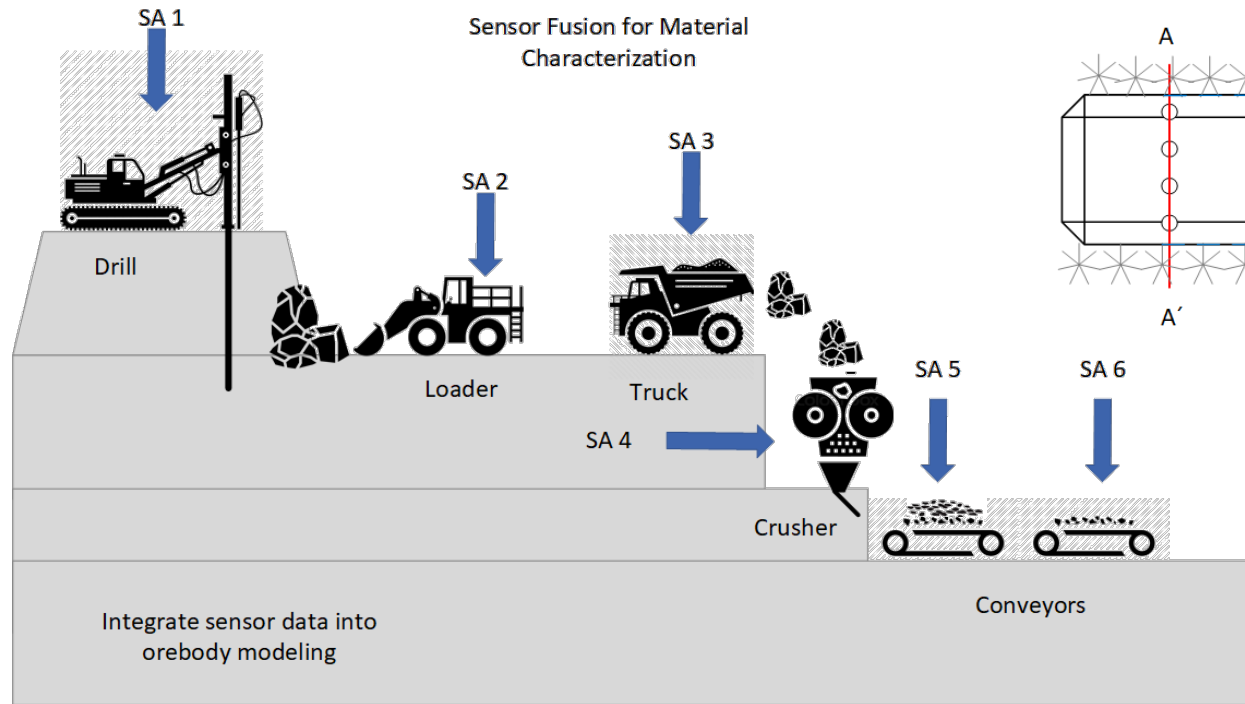 SA 1
Sensor Fusion for Material
Characterization
A
SA 3
SA 2
Drill
A´
Loader
Truck
SA 5
SA 6
SA 4
Crusher
Conveyors
Integrate sensor data into
orebody modeling